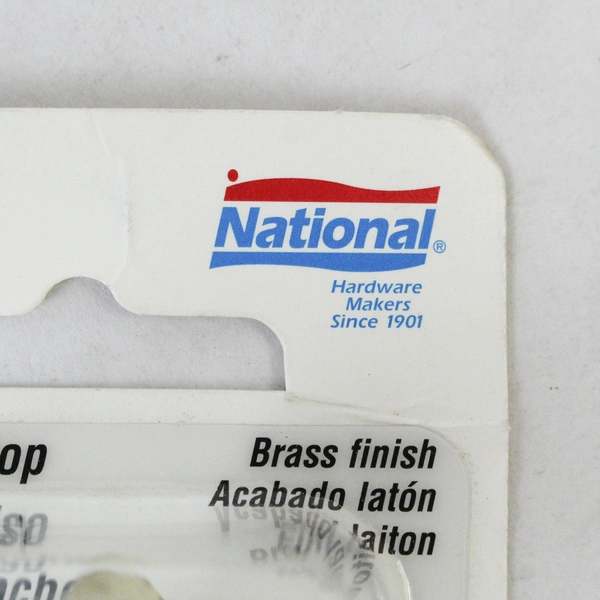 National®
Hardware
Makers
Since 1901
op Brass finish
Acabado latón
laiton